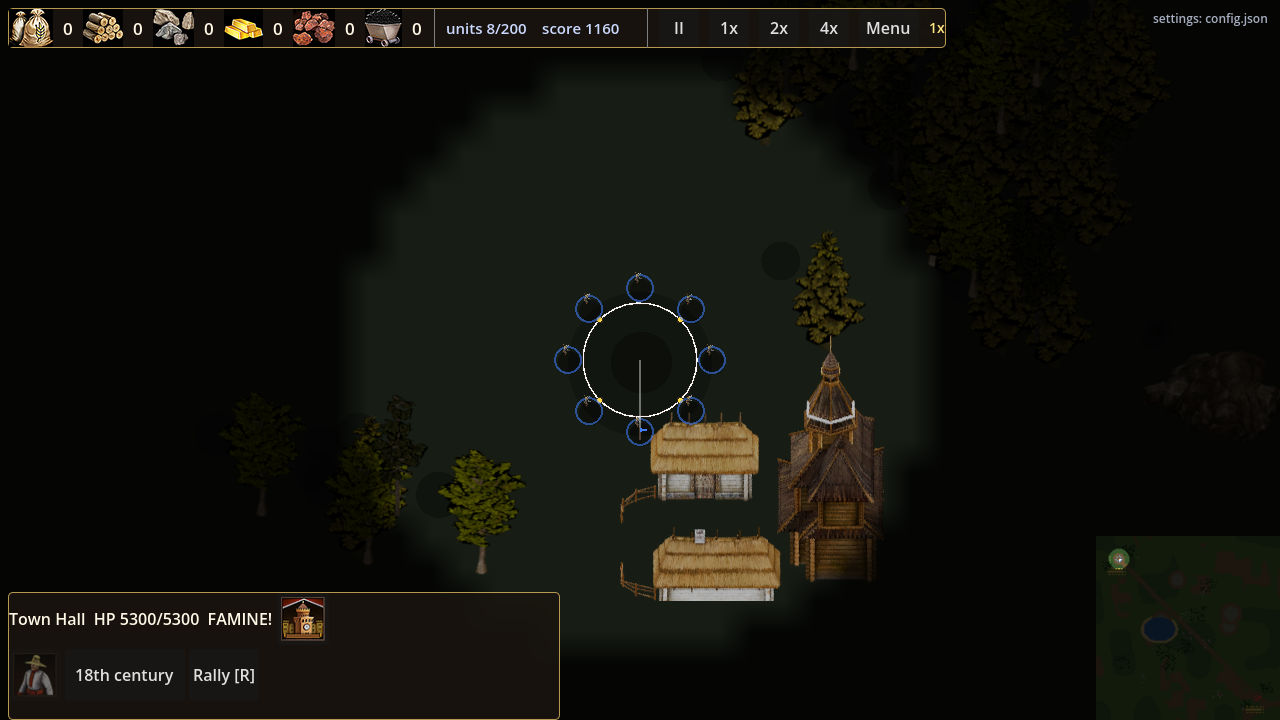 0 0 0 0 0 0 units 8/200 score 1160 II 1x 2x 4x Menu 1x
settings: config.json
Town Hall HP 5300/5300 FAMINE!
18th century Rally [R]